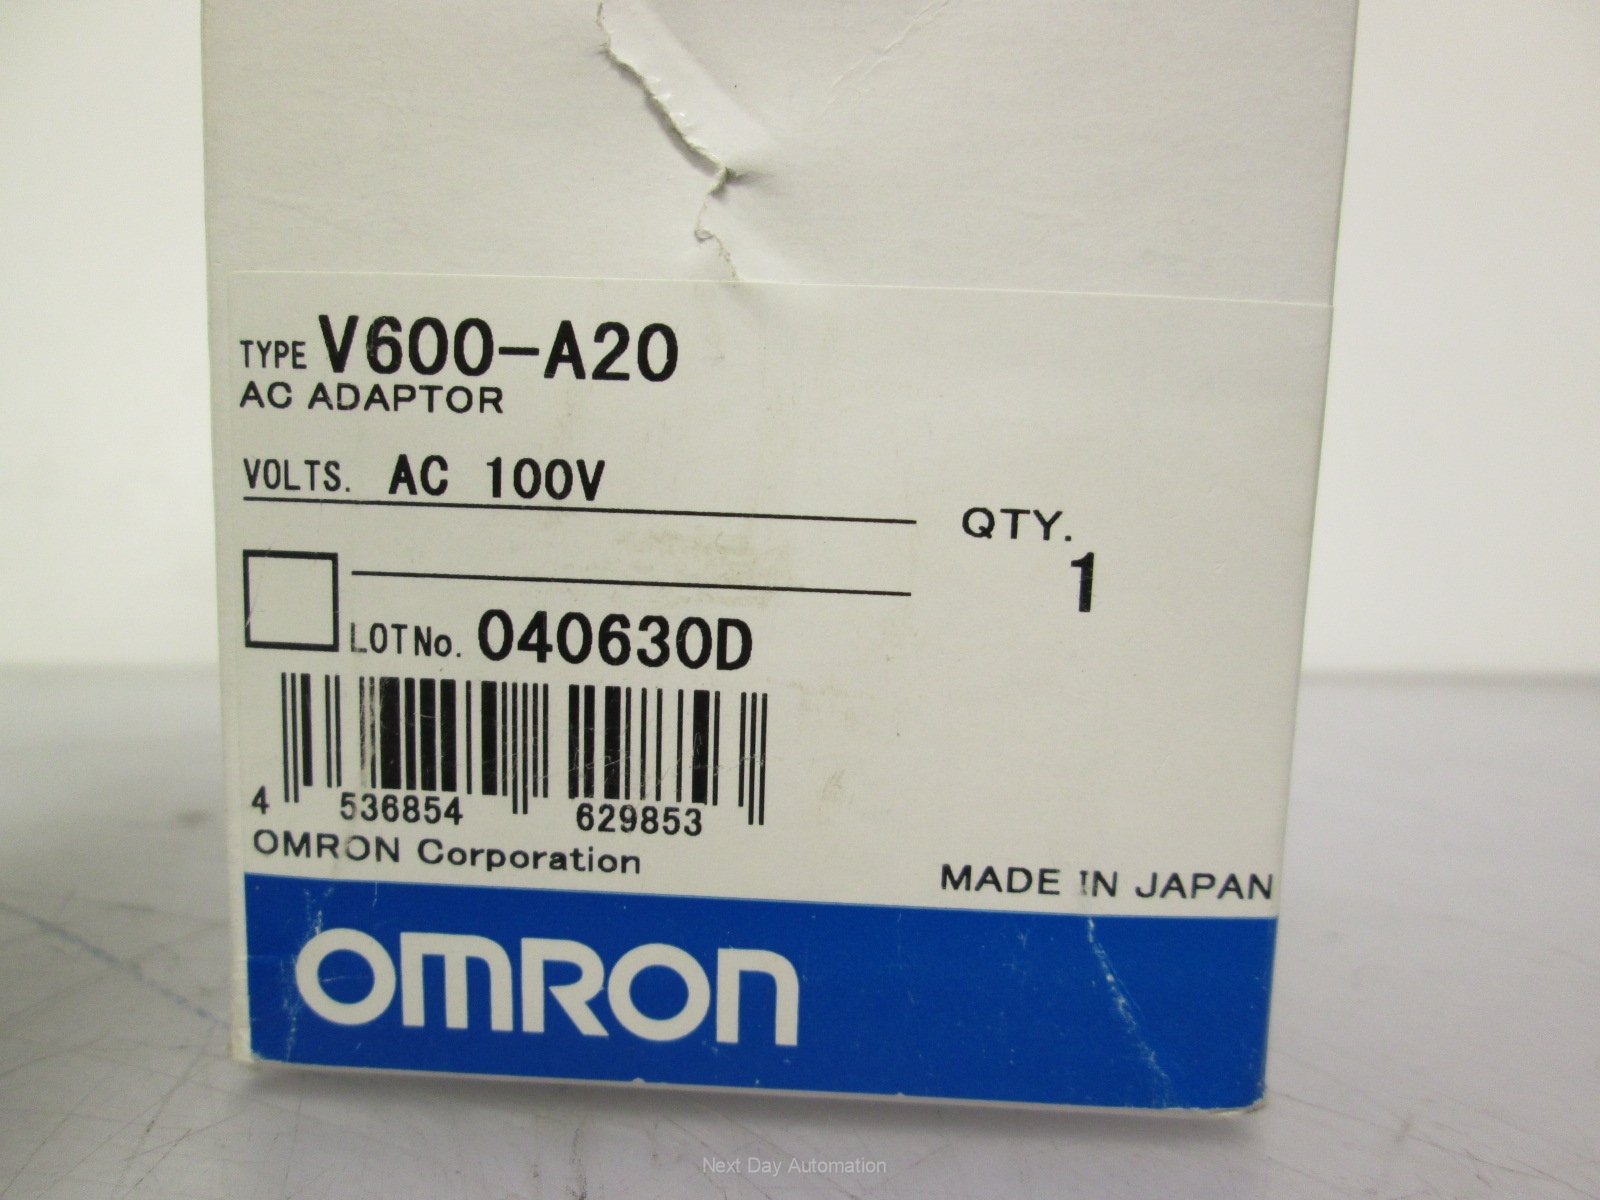 TYPE V600-A20
AC ADAPTOR
VOLTS. AC 100V
QTY.
1
LOT No. 040630D
4 536854 629853
OMRON Corporation
MADE IN JAPAN
OMRON
Next Day Automation